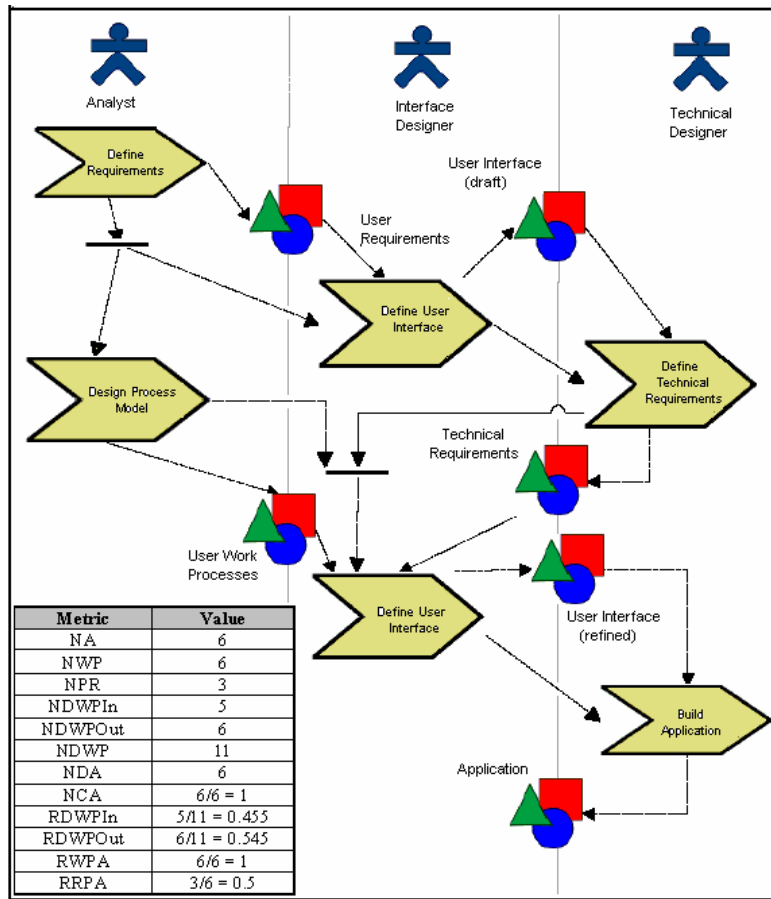 Analyst
Interface
Designer
Technical
Designer
Define
Requirements
User
Requirements
User Interface
(draft)
Define User
Interface
Define
Technical
Requirements
Design Process
Model
Technical
Requirements
User Work
Processes
Define User
Interface
User Interface
(refined)
Build
Application
Application
Metric Value
NA 6
NWP 6
NPR 3
NDWPIn 5
NDWPOut 6
NDWP 11
NDA 6
NCA 6/6 = 1
RDWPIn 5/11 = 0.455
RDWPOut 6/11 = 0.545
RWPA 6/6 = 1
RRPA 3/6 = 0.5